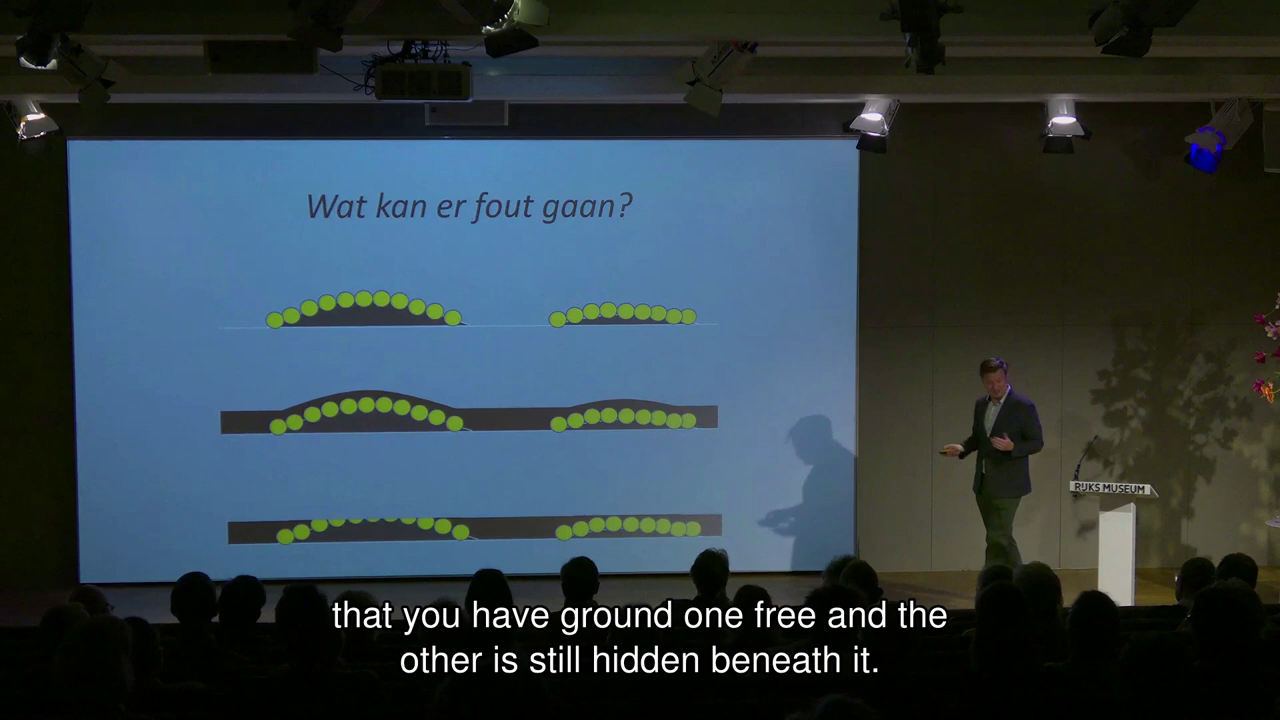 Wat kan er fout gaan?
RIJKS MUSEUM
that you have ground one free and the
other is still hidden beneath it.